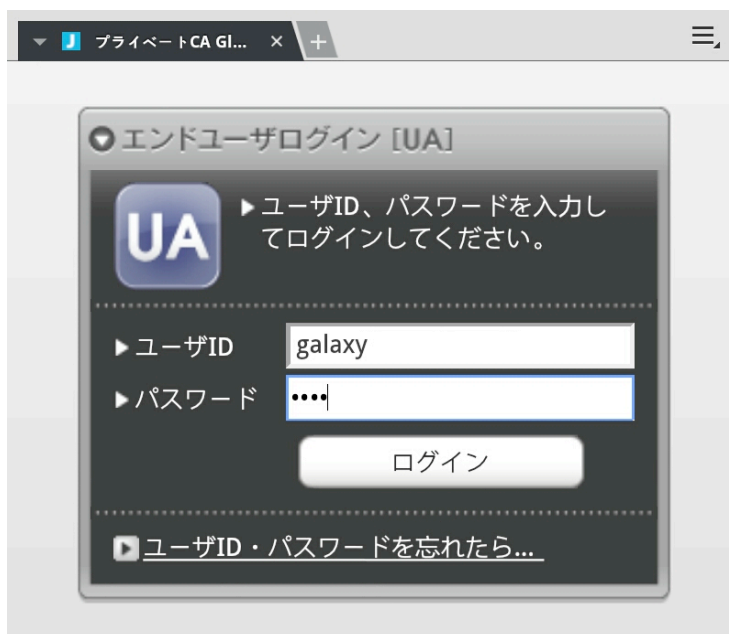 プライベートCA Gl...
エンドユーザログイン [UA]
UA
ユーザID、パスワードを入力し
てログインしてください。
ユーザID
galaxy
パスワード
••••
ログイン
ユーザID・パスワードを忘れたら...